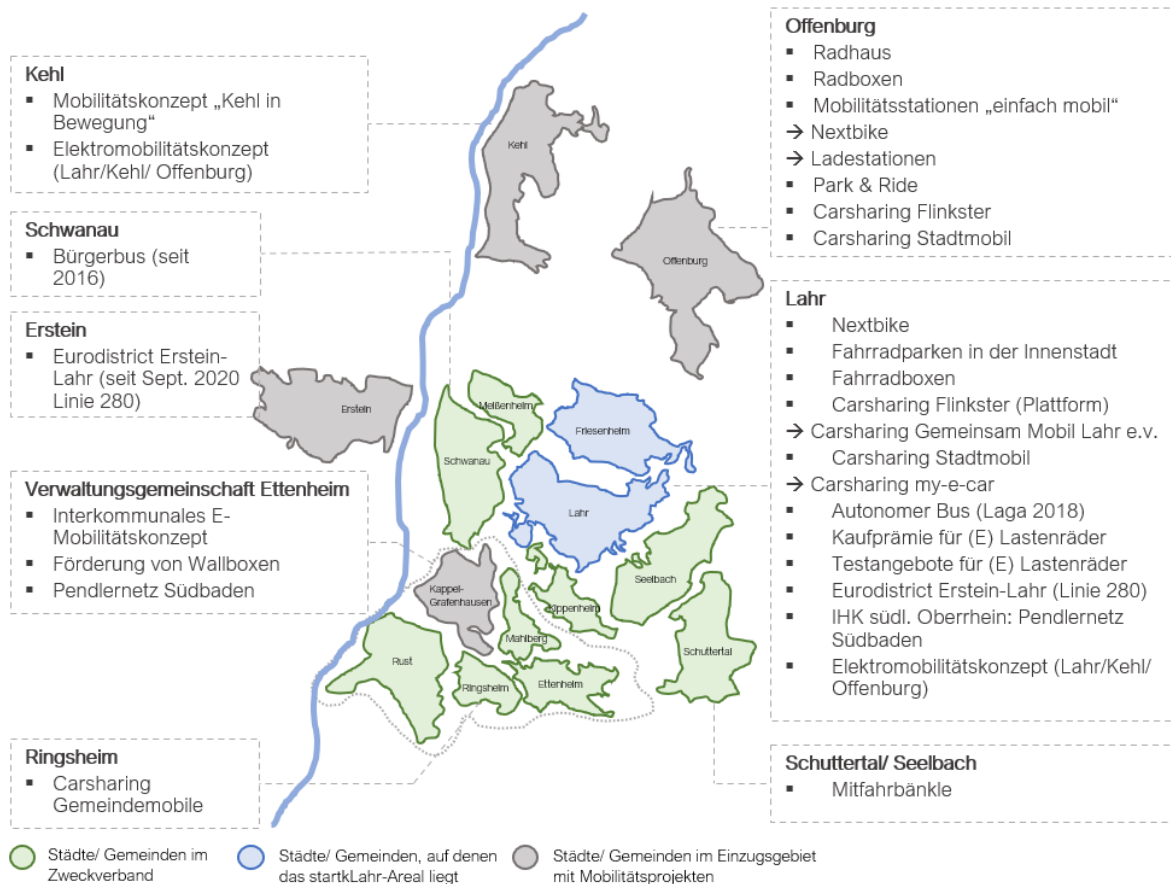 Kehl
▪ Mobilitätskonzept „Kehl in
Bewegung“
▪ Elektromobilitätskonzept
(Lahr/Kehl/ Offenburg)
Schwanau
▪ Bürgerbus (seit
2016)
Erstein
▪ Eurodistrict Erstein-
Lahr (seit Sept. 2020
Linie 280)
Verwaltungsgemeinschaft Ettenheim
▪ Interkommunales E-
Mobilitätskonzept
▪ Förderung von Wallboxen
▪ Pendlernetz Südbaden
Ringsheim
▪ Carsharing
Gemeindemobile
Kehl
Offenburg
Erstein
Meißenheim
Schwanau
Friesenheim
Lahr
Seelbach
Kappel-
Grafenhausen
Kippenheim
Mahlberg
Schuttertal
Rust
Ringsheim
Ettenheim
Offenburg
▪ Radhaus
▪ Radboxen
▪ Mobilitätsstationen „einfach mobil“
→ Nextbike
→ Ladestationen
▪ Park & Ride
▪ Carsharing Flinkster
▪ Carsharing Stadtmobil
Lahr
▪ Nextbike
▪ Fahrradparken in der Innenstadt
▪ Fahrradboxen
▪ Carsharing Flinkster (Plattform)
→ Carsharing Gemeinsam Mobil Lahr e.v.
▪ Carsharing Stadtmobil
→ Carsharing my-e-car
▪ Autonomer Bus (Laga 2018)
▪ Kaufprämie für (E) Lastenräder
▪ Testangebote für (E) Lastenräder
▪ Eurodistrict Erstein-Lahr (Linie 280)
▪ IHK südl. Oberrhein: Pendlernetz
Südbaden
▪ Elektromobilitätskonzept (Lahr/Kehl/
Offenburg)
Schuttertal/ Seelbach
▪ Mitfahrbänkle
Städte/ Gemeinden im
Zweckverband
Städte/ Gemeinden, auf denen
das startkLahr-Areal liegt
Städte/ Gemeinden im Einzugsgebiet
mit Mobilitätsprojekten